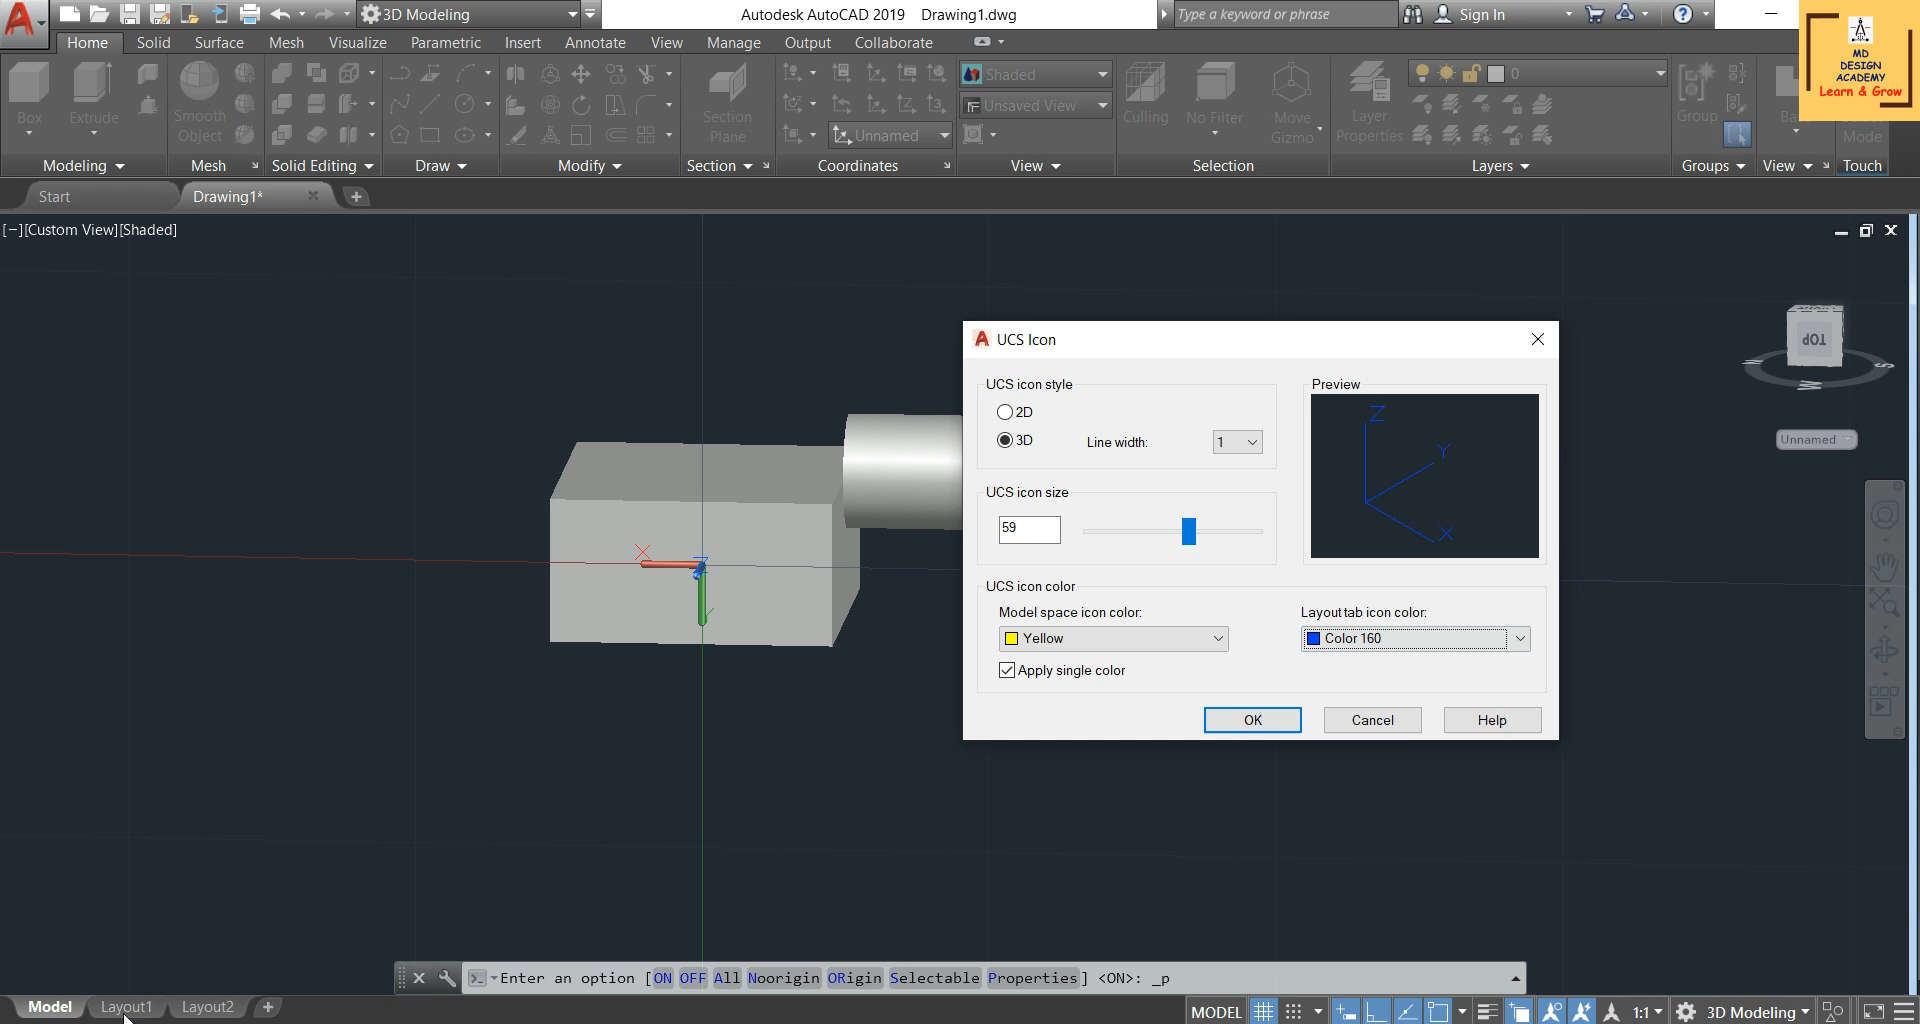 3D Modeling
Autodesk AutoCAD 2019 Drawing1.dwg
Type a keyword or phrase
Sign In
MD
DESIGN
ACADEMY
Learn & Grow
Home Solid Surface Mesh Visualize Parametric Insert Annotate View Manage Output Collaborate
Box
Extrude
Smooth
Object
Section
Plane
Unnamed
Shaded
Unsaved View
Culling
No Filter
Move
Gizmo
Layer
Properties
0
Group
Mode
Modeling Mesh Solid Editing Draw Modify Section Coordinates View Selection Layers Groups View Touch
Start
Drawing1*
[−][Custom View][Shaded]
TOP
W
S
Unnamed
X
Z
UCS Icon
UCS icon style
2D
3D
Line width: 1
Preview
Z
Y
X
UCS icon size
59
UCS icon color
Model space icon color:
Yellow
Apply single color
Layout tab icon color:
Color 160
OK
Cancel
Help
Enter an option [ON OFF All Noorigin ORigin Selectable Properties] <ON>: _p
Model Layout1 Layout2
MODEL
1:1
3D Modeling